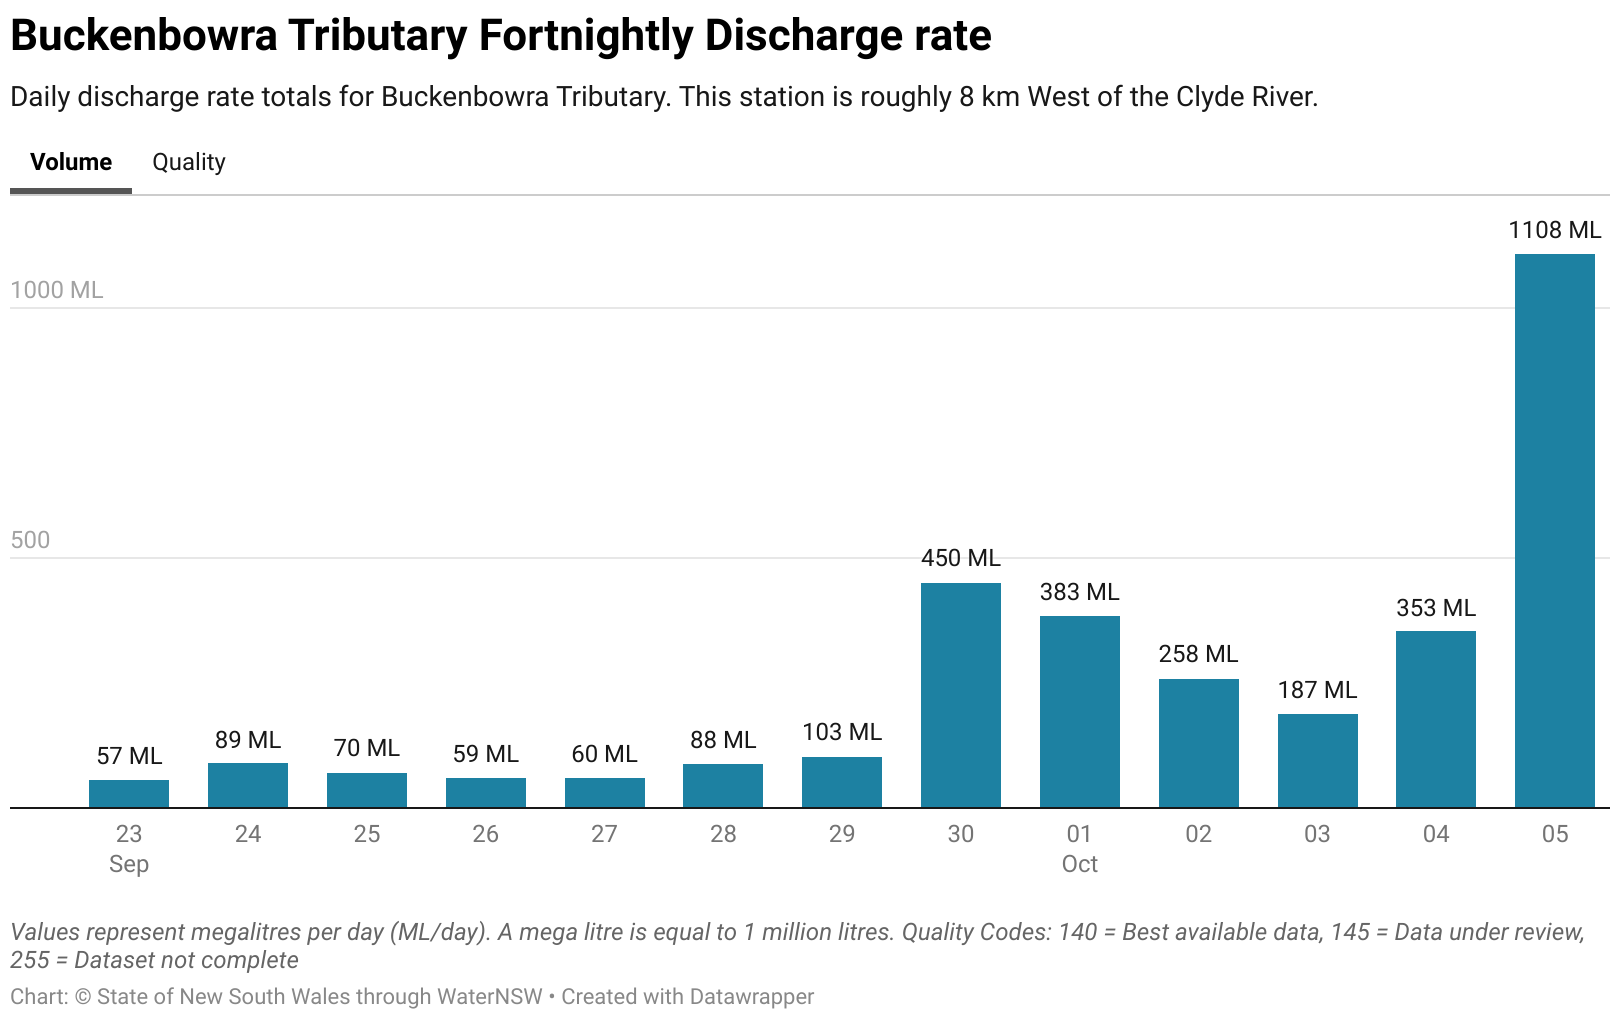 Buckenbowra Tributary Fortnightly Discharge rate
Daily discharge rate totals for Buckenbowra Tributary. This station is roughly 8 km West of the Clyde River.
Volume Quality
1108 ML
1000 ML
500
450 ML
383 ML
353 ML
258 ML
187 ML
103 ML
57 ML 89 ML 70 ML 59 ML 60 ML 88 ML
23 24 25 26 27 28 29 30 01 02 03 04 05
Sep Oct
Values represent megalitres per day (ML/day). A mega litre is equal to 1 million litres. Quality Codes: 140 = Best available data, 145 = Data under review,
255 = Dataset not complete
Chart: © State of New South Wales through WaterNSW • Created with Datawrapper